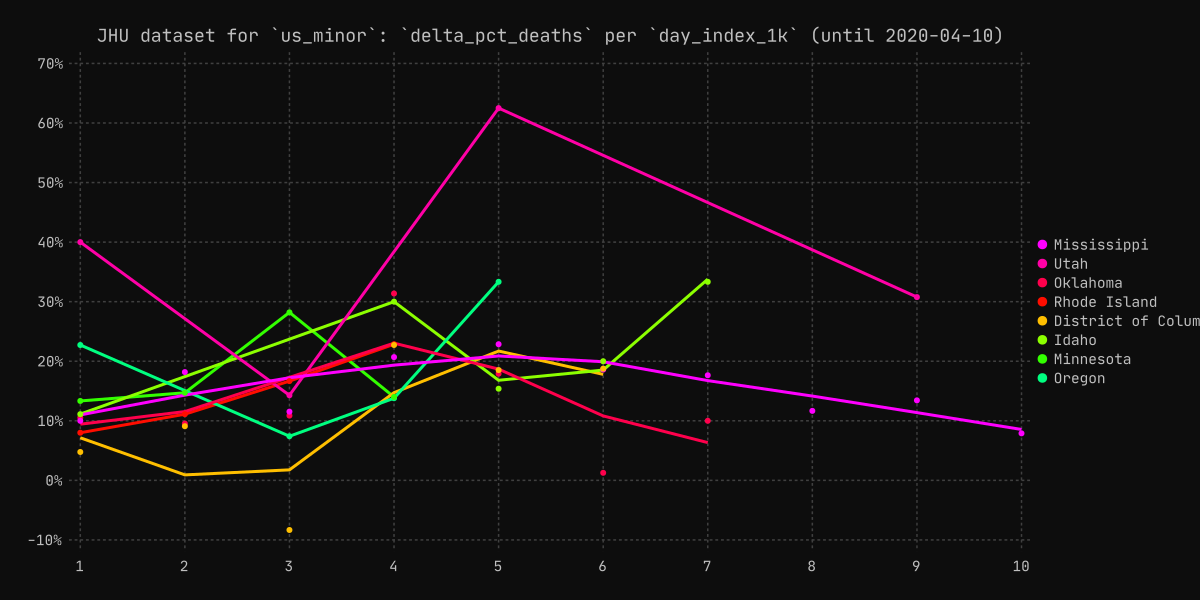 JHU dataset for `us_minor`: `delta_pct_deaths` per `day_index_1k` (until 2020-04-10)
70%
60%
50%
40%
30%
20%
10%
0%
-10%
1 2 3 4 5 6 7 8 9 10
Mississippi
Utah
Oklahoma
Rhode Island
District of Colum
Idaho
Minnesota
Oregon